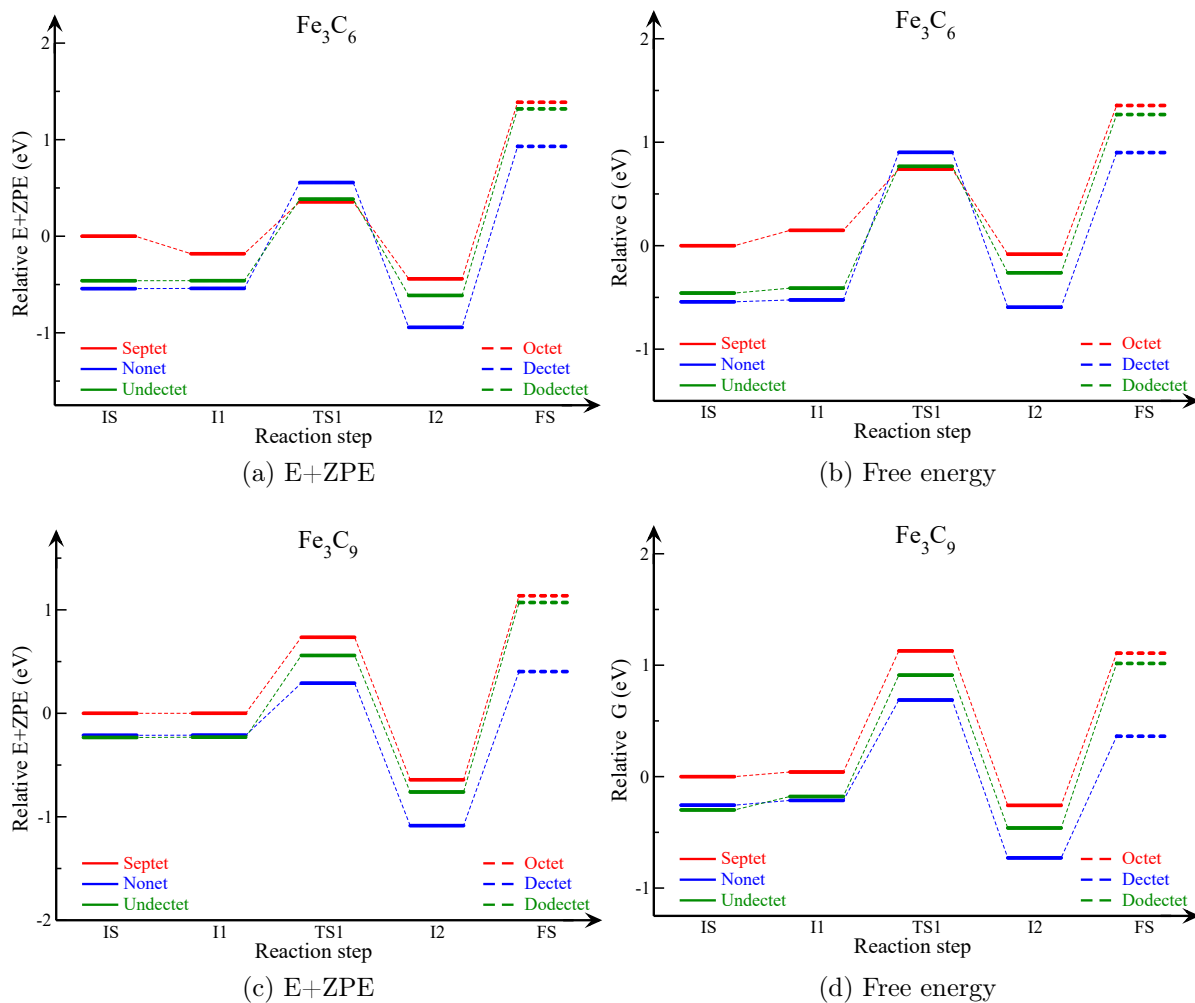 Fe3C6
2
1
0
-1
Relative E+ZPE (eV)
Septet
Nonet
Undectet
Octet
Dectet
Dodectet
IS I1 TS1 I2 FS
Reaction step
(a) E+ZPE
Fe3C6
2
1
0
-1
Relative G (eV)
Septet
Nonet
Undectet
Octet
Dectet
Dodectet
IS I1 TS1 I2 FS
Reaction step
(b) Free energy
Fe3C9
1
0
-1
-2
Relative E+ZPE (eV)
Septet
Nonet
Undectet
Octet
Dectet
Dodectet
IS I1 TS1 I2 FS
Reaction step
(c) E+ZPE
Fe3C9
2
1
0
-1
Relative G (eV)
Septet
Nonet
Undectet
Octet
Dectet
Dodectet
IS I1 TS1 I2 FS
Reaction step
(d) Free energy